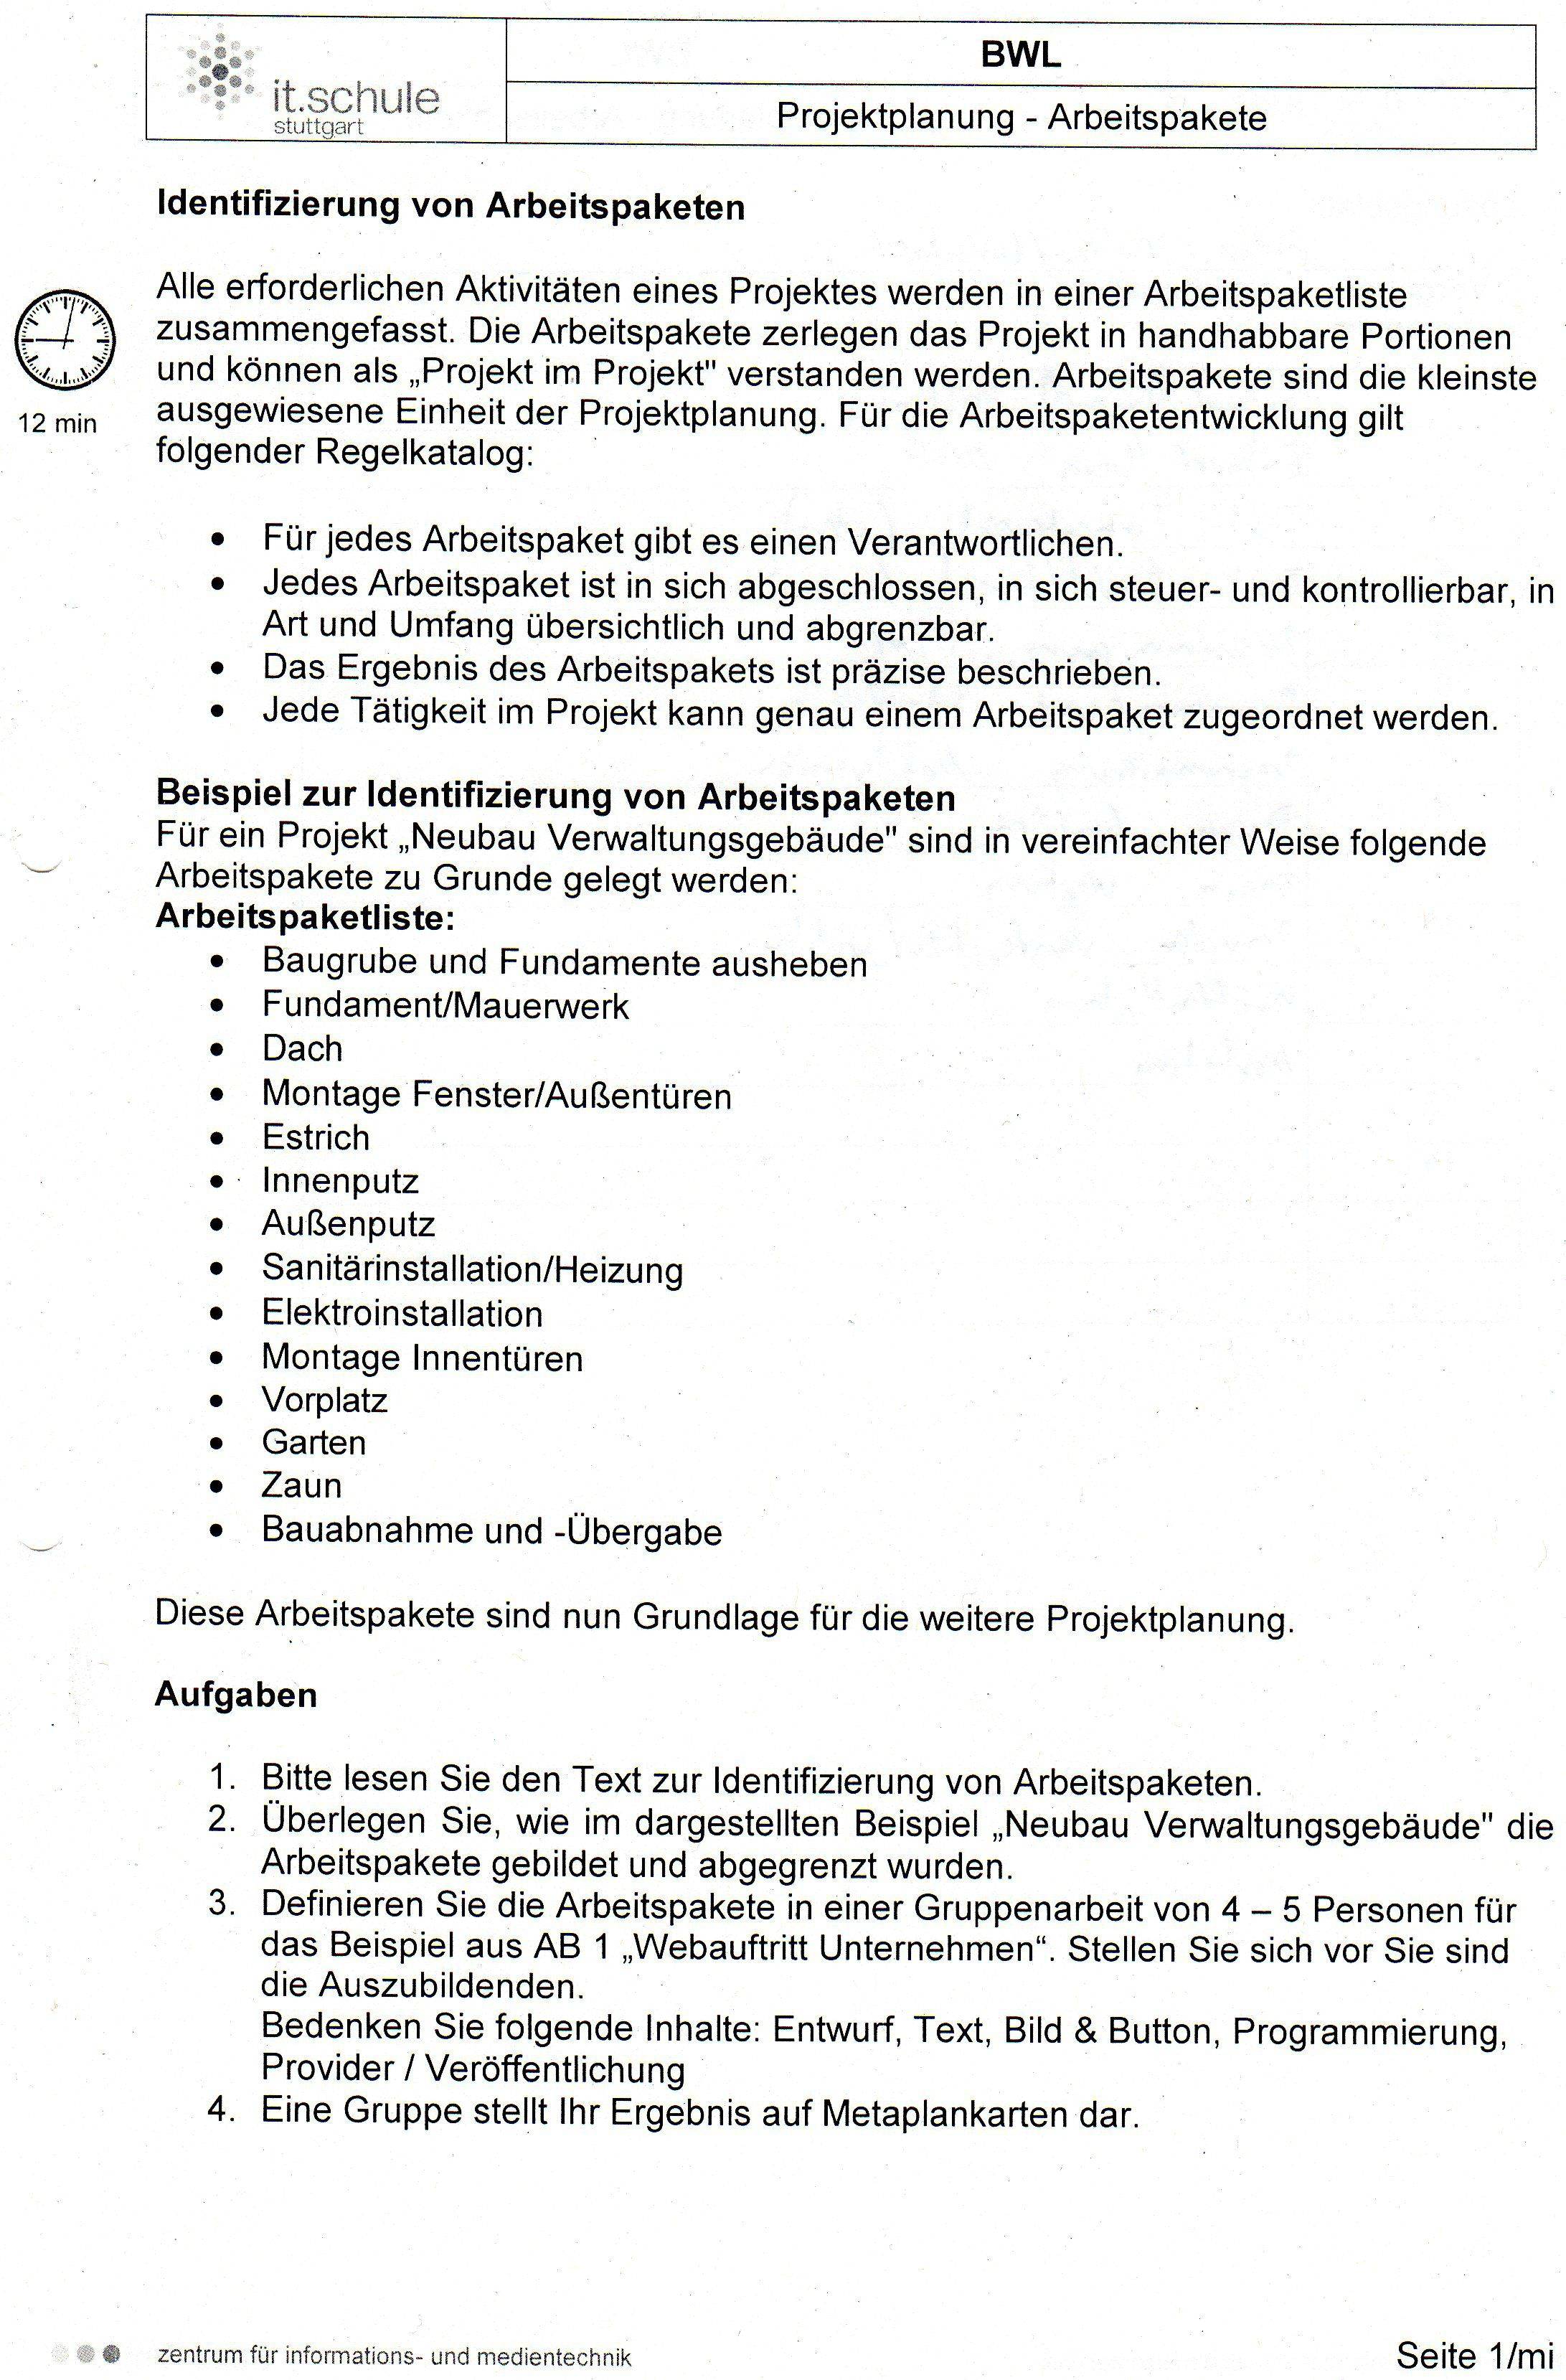 it.schule
stuttgart
BWL
Projektplanung - Arbeitspakete
Identifizierung von Arbeitspaketen
12 min
Alle erforderlichen Aktivitäten eines Projektes werden in einer Arbeitspaketliste
zusammengefasst. Die Arbeitspakete zerlegen das Projekt in handhabbare Portionen
und können als „Projekt im Projekt" verstanden werden. Arbeitspakete sind die kleinste
ausgewiesene Einheit der Projektplanung. Für die Arbeitspaketentwicklung gilt
folgender Regelkatalog:
• Für jedes Arbeitspaket gibt es einen Verantwortlichen.
• Jedes Arbeitspaket ist in sich abgeschlossen, in sich steuer- und kontrollierbar, in
Art und Umfang übersichtlich und abgrenzbar.
• Das Ergebnis des Arbeitspakets ist präzise beschrieben.
• Jede Tätigkeit im Projekt kann genau einem Arbeitspaket zugeordnet werden.
Beispiel zur Identifizierung von Arbeitspaketen
Für ein Projekt „Neubau Verwaltungsgebäude" sind in vereinfachter Weise folgende
Arbeitspakete zu Grunde gelegt werden:
Arbeitspaketliste:
• Baugrube und Fundamente ausheben
• Fundament/Mauerwerk
• Dach
• Montage Fenster/Außentüren
• Estrich
• Innenputz
• Außenputz
• Sanitärinstallation/Heizung
• Elektroinstallation
• Montage Innentüren
• Vorplatz
• Garten
• Zaun
• Bauabnahme und -Übergabe
Diese Arbeitspakete sind nun Grundlage für die weitere Projektplanung.
Aufgaben
1. Bitte lesen Sie den Text zur Identifizierung von Arbeitspaketen.
2. Überlegen Sie, wie im dargestellten Beispiel „Neubau Verwaltungsgebäude" die
Arbeitspakete gebildet und abgegrenzt wurden.
3. Definieren Sie die Arbeitspakete in einer Gruppenarbeit von 4 – 5 Personen für
das Beispiel aus AB 1 „Webauftritt Unternehmen“. Stellen Sie sich vor Sie sind
die Auszubildenden.
Bedenken Sie folgende Inhalte: Entwurf, Text, Bild & Button, Programmierung,
Provider / Veröffentlichung
4. Eine Gruppe stellt Ihr Ergebnis auf Metaplankarten dar.
zentrum für informations- und medientechnik
Seite 1/mi